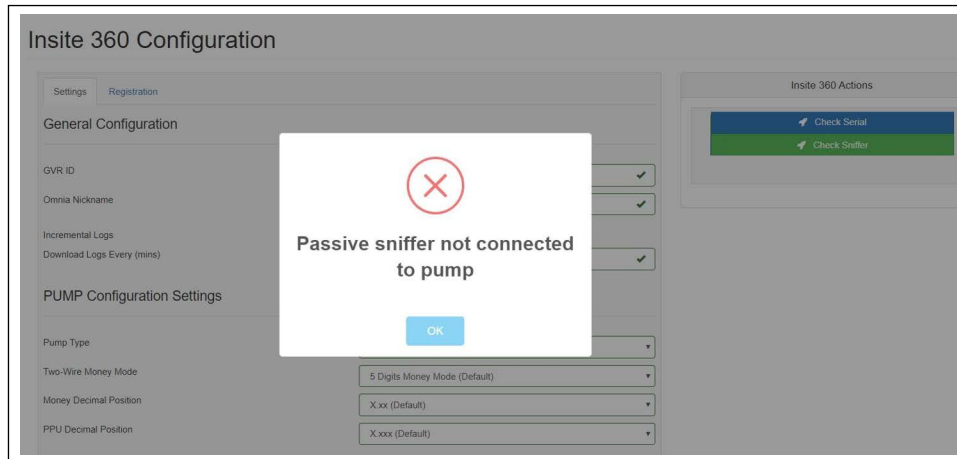 Insite 360 Configuration
Settings
Registration
Insite 360 Actions
General Configuration
Check Serial
Check Sniffer
GVR ID
Omnia Nickname
Incremental Logs
Download Logs Every (mins)
Passive sniffer not connected
to pump
OK
PUMP Configuration Settings
Pump Type
Two-Wire Money Mode
5 Digits Money Mode (Default)
Money Decimal Position
X.xx (Default)
PPU Decimal Position
X.xxx (Default)